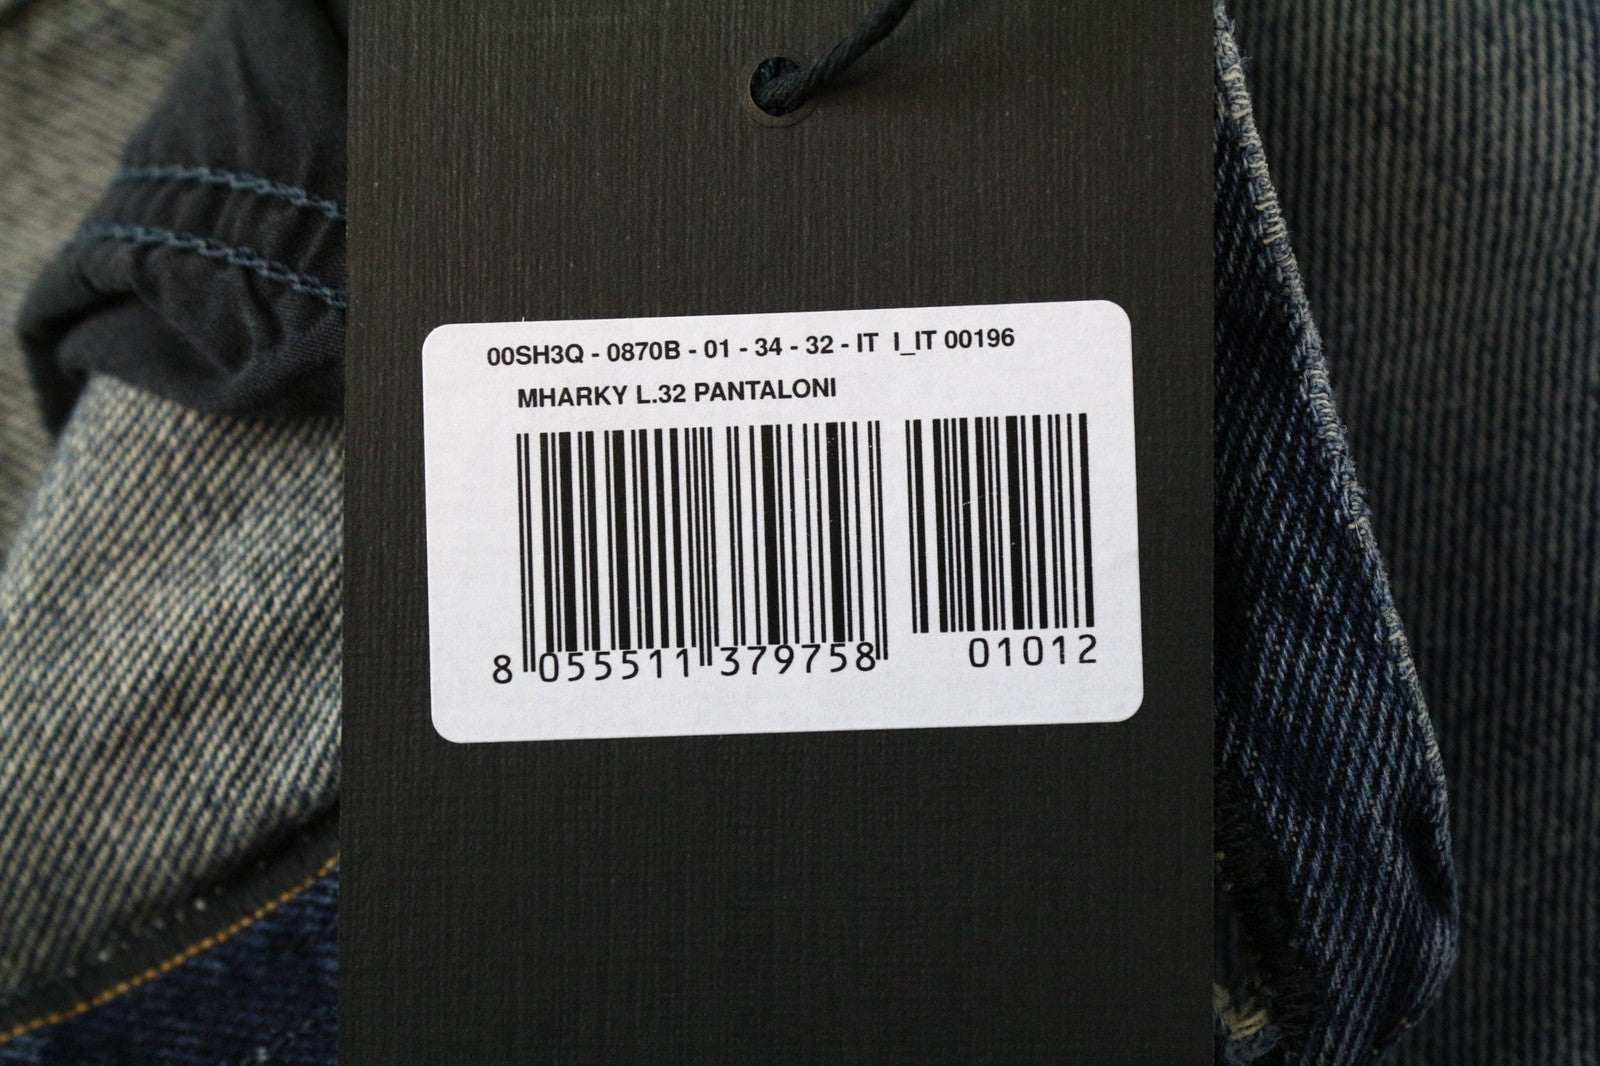 00SH3Q - 0870B - 01 - 34 - 32 - IT I_IT 00196
MHARKY L.32 PANTALONI
8 055511 379758 01012